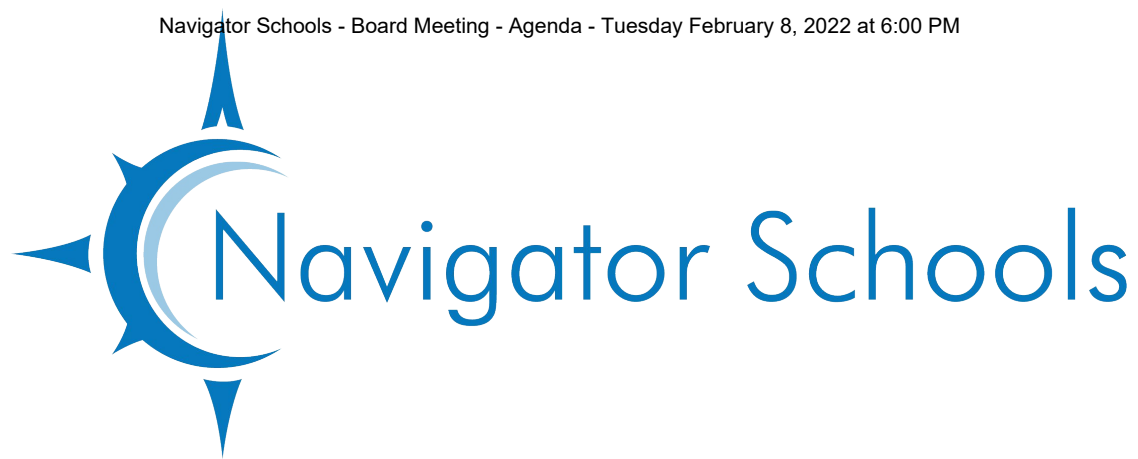 Navigator Schools - Board Meeting - Agenda - Tuesday February 8, 2022 at 6:00 PM
Navigator Schools